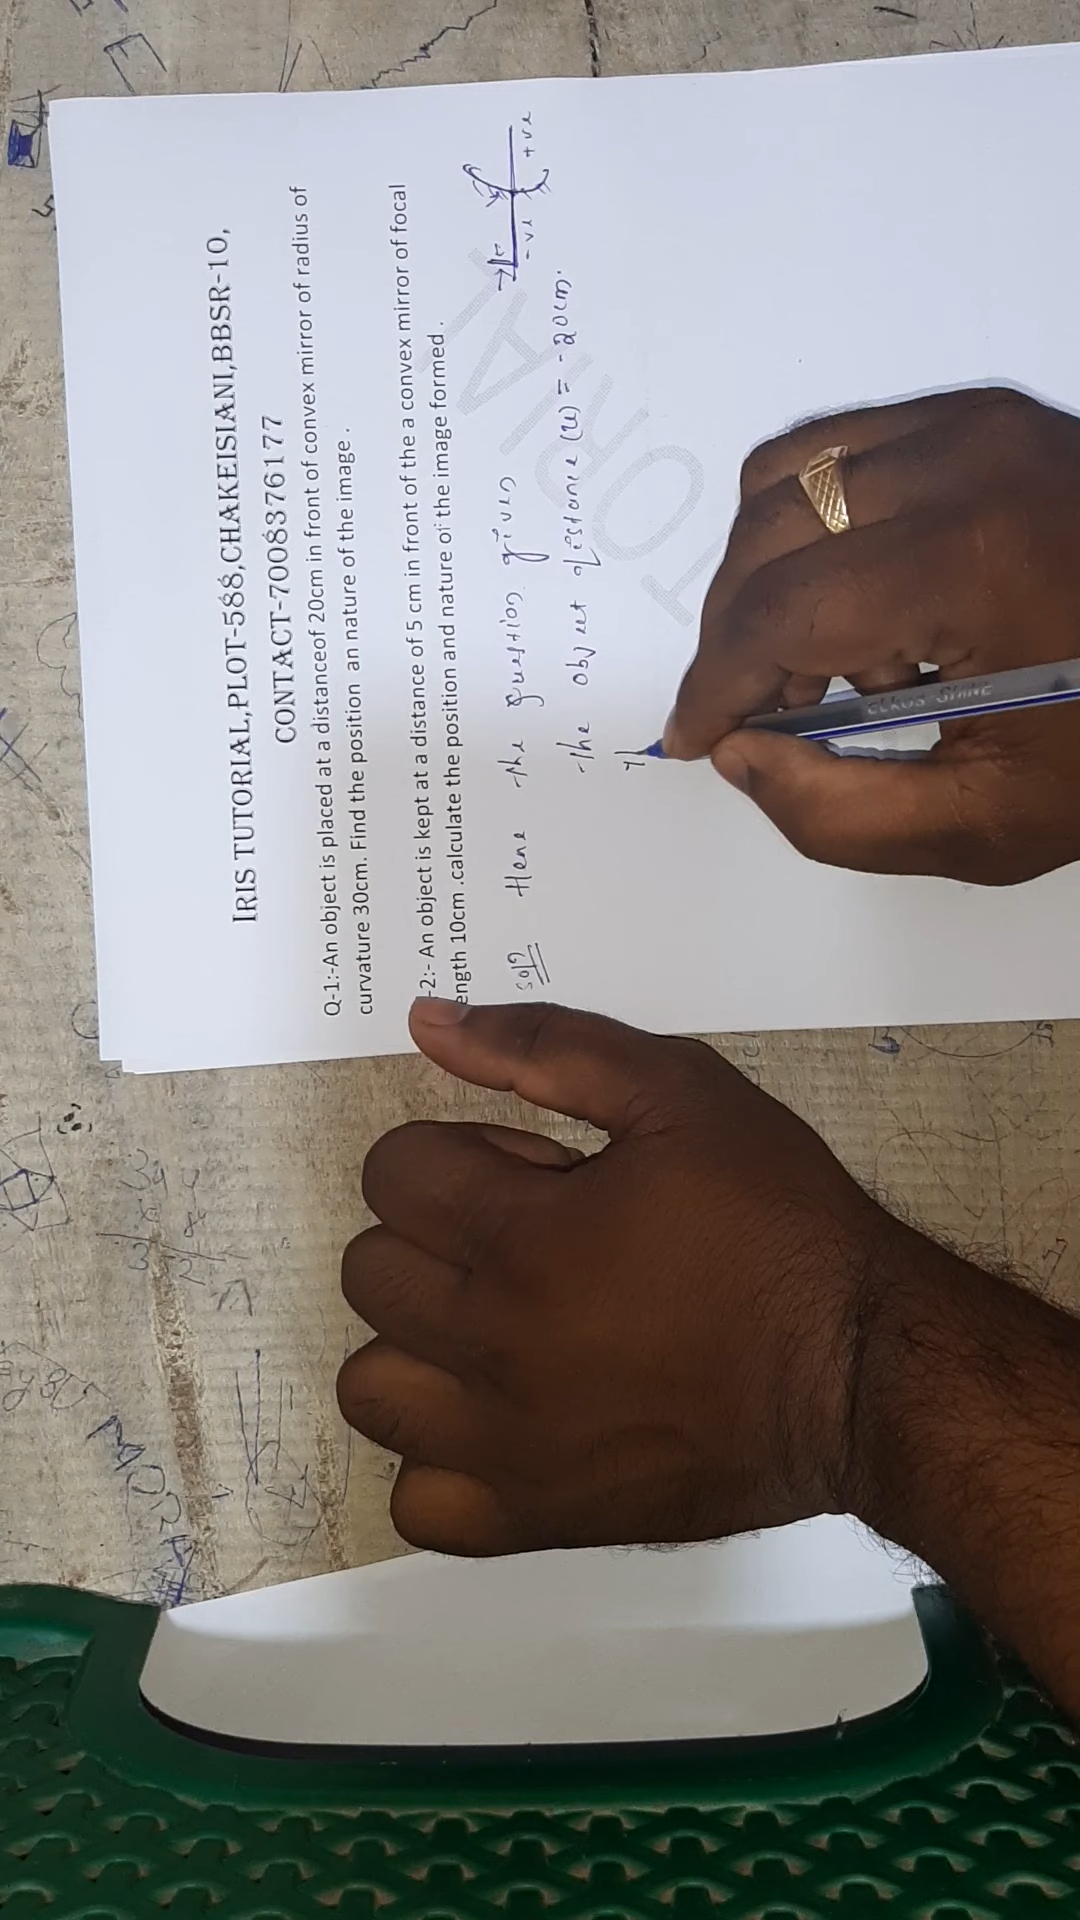 IRIS TUTORIAL,PLOT-588,CHAKEISIANI,BBSR-10,
CONTACT-7008376177
Q-1:-An object is placed at a distanceof 20cm in front of convex mirror of radius of
curvature 30cm. Find the position an nature of the image .
-2:- An object is kept at a distance of 5 cm in front of the a convex mirror of focal
ength 10cm .calculate the position and nature of the image formed .
Soln Here the question given
-ve +ve
the object distance (u) = -20cm.
TORIAL
ELKOS SHINE